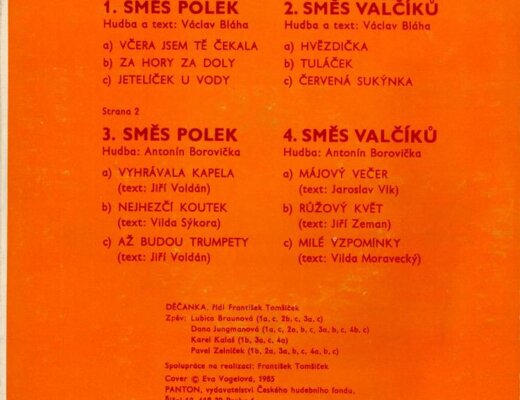 1. SMĚS POLEK
Hudba a text: Václav Bláha
a) VČERA JSEM TĚ ČEKALA
b) ZA HORY ZA DOLY
c) JETELÍČEK U VODY
2. SMĚS VALČÍKŮ
Hudba a text: Václav Bláha
a) HVĚZDIČKA
b) TULÁČEK
c) ČERVENÁ SUKÝNKA
Strana 2
3. SMĚS POLEK
Hudba: Antonín Borovička
a) VYHRÁVALA KAPELA
(text: Jiří Voldán)
b) NEJHEZČÍ KOUTEK
(text: Vilda Sýkora)
c) AŽ BUDOU TRUMPETY
(text: Jiří Voldán)
4. SMĚS VALČÍKŮ
Hudba: Antonín Borovička
a) MÁJOVÝ VEČER
(text: Jaroslav Vlk)
b) RŮŽOVÝ KVĚT
(text: Jiří Zeman)
c) MILÉ VZPOMÍNKY
(text: Vilda Moravecký)
DĚČANKA, řídí František Tomšíček
Zpěv: Lubica Braunová (1a, c, 2b, c, 3a, c)
Dana Jungmanová (1a, c, 2a, b, c, 3a, b, c, 4b, c)
Karel Kalaš (1b, 3a, c, 4a)
Pavel Zelníček (1b, 2a, 3a, b, c, 4a, b, c)
Spolupráce na realizaci: František Tomšíček
Cover © Eva Vogelová, 1985
PANTON, vydavatelství Českého hudebního fondu,